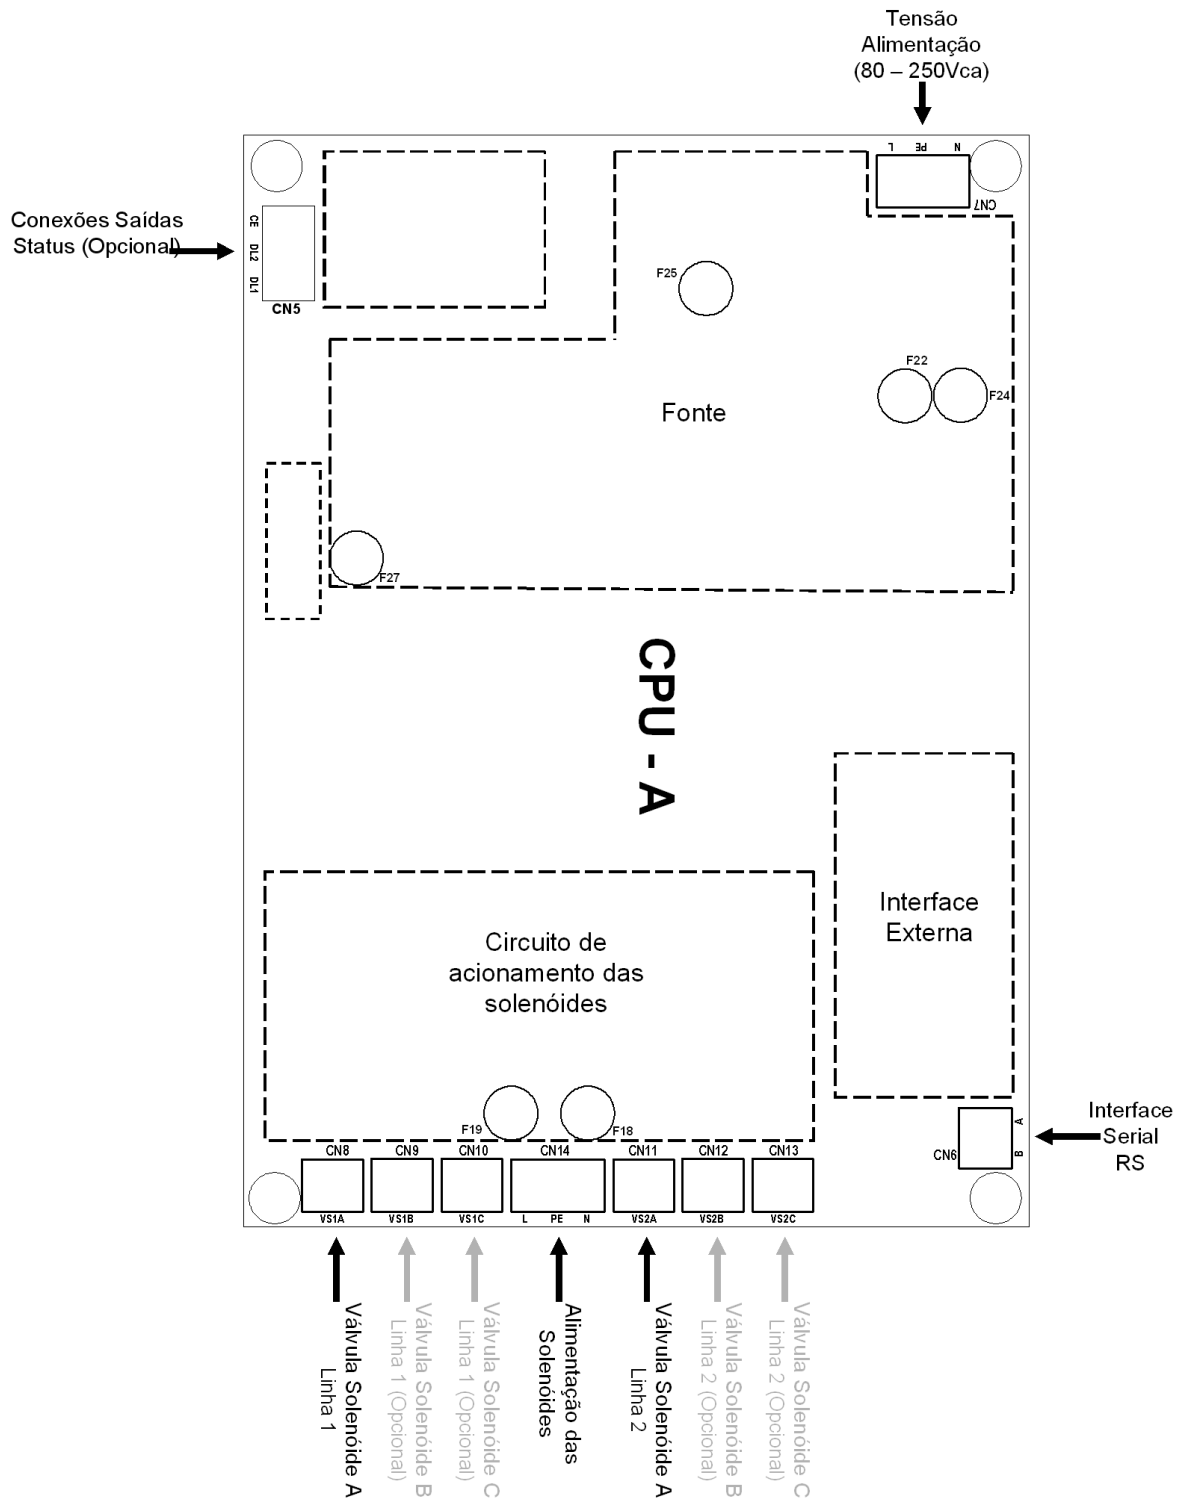 Tensão
Alimentação
(80 – 250Vca)
L PE N
CN7
Conexões Saídas
Status (Opcional)
CE
DL2
DL1
CN5
F25
F22
F24
Fonte
F27
CPU - A
Interface
Externa
Circuito de
acionamento das
solenóides
F19
F18
Interface
Serial
RS
A
B
CN6
CN8 CN9 CN10 CN14 CN11 CN12 CN13
VS1A VS1B VS1C L PE N VS2A VS2B VS2C
Válvula Solenóide A
Linha 1
Válvula Solenóide B
Linha 1 (Opcional)
Válvula Solenóide C
Linha 1 (Opcional)
Alimentação das
Solenóides
Válvula Solenóide A
Linha 2
Válvula Solenóide B
Linha 2 (Opcional)
Válvula Solenóide C
Linha 2 (Opcional)